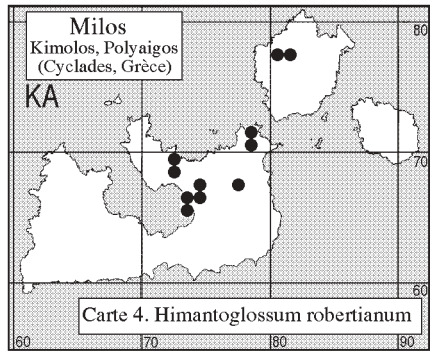 Milos
Kimolos, Polyaigos
(Cyclades, Grèce)
KA
80
70
60
Carte 4. Himantoglossum robertianum
60
70
80
90